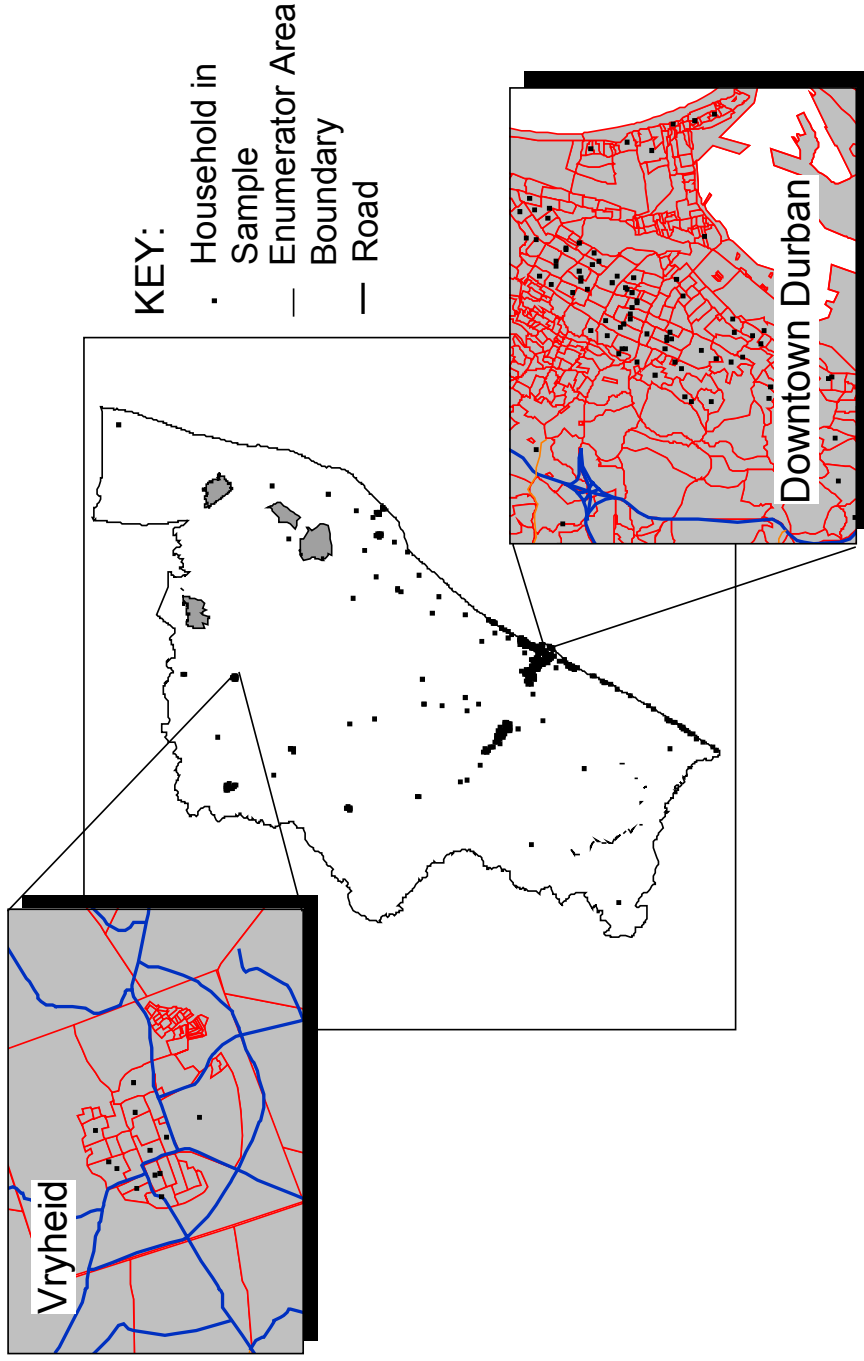 Vryheid
KEY:
Household in
Sample
Enumerator Area
Boundary
Road
Downtown Durban